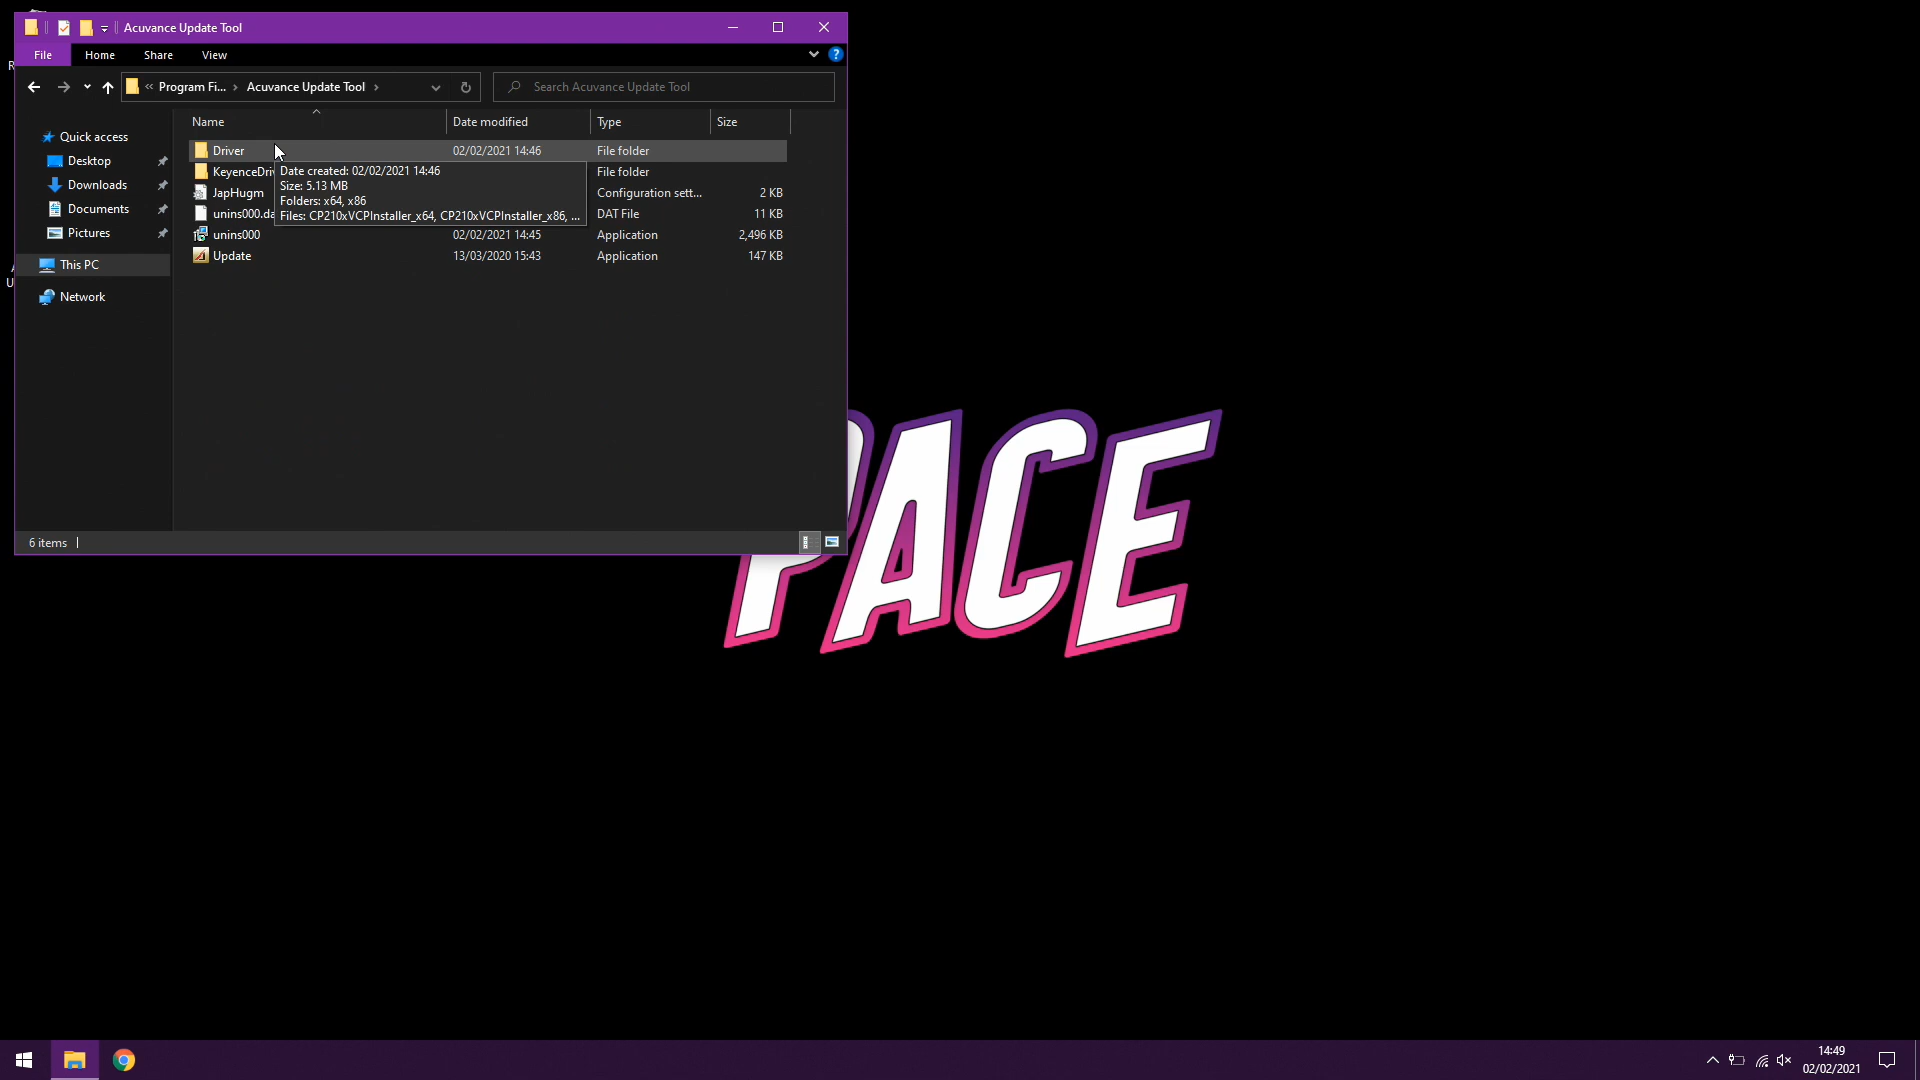 Acuvance Update Tool
File Home Share View
« Program Fi... › Acuvance Update Tool ›
Search Acuvance Update Tool
Name Date modified Type Size
Quick access
Desktop
Downloads
Documents
Pictures
This PC
Network
Driver 02/02/2021 14:46 File folder
KeyenceDri File folder
JapHugm Configuration sett... 2 KB
unins000.da DAT File 11 KB
unins000 02/02/2021 14:45 Application 2,496 KB
Update 13/03/2020 15:43 Application 147 KB
Date created: 02/02/2021 14:46
Size: 5.13 MB
Folders: x64, x86
Files: CP210xVCPInstaller_x64, CP210xVCPInstaller_x86, ...
6 items
PACE
14:49
02/02/2021